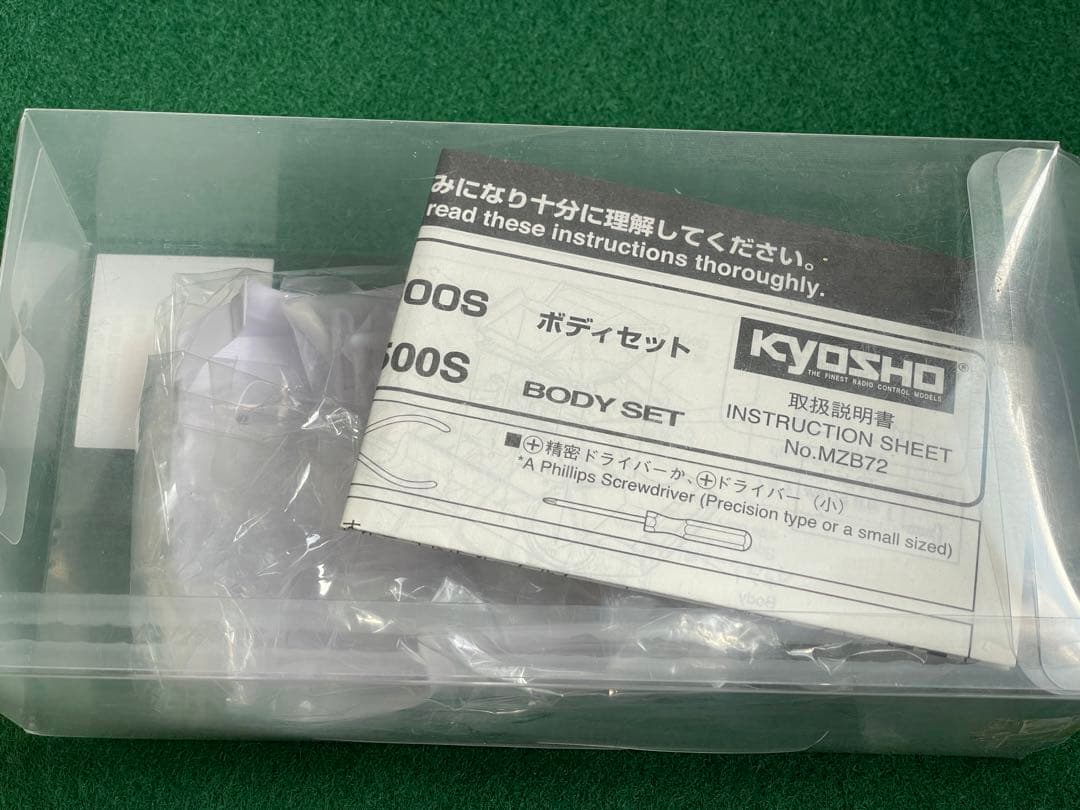 みになり十分に理解してください。
read these instructions thoroughly.
00S ボディセット
500S BODY SET
KYOSHO®
THE FINEST RADIO CONTROL MODELS
取扱説明書
INSTRUCTION SHEET
No.MZB72
■⊕精密ドライバーか、⊕ドライバー（小）
*A Phillips Screwdriver (Precision type or a small sized)
Body